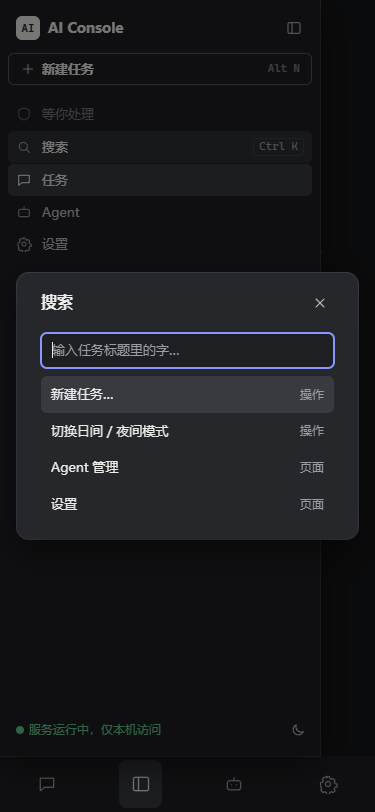 AI AI Console
新建任务 Alt N
等你处理
搜索 Ctrl K
任务
Agent
设置
搜索
输入任务标题里的字...
新建任务... 操作
切换日间 / 夜间模式 操作
Agent 管理 页面
设置 页面
服务运行中，仅本机访问